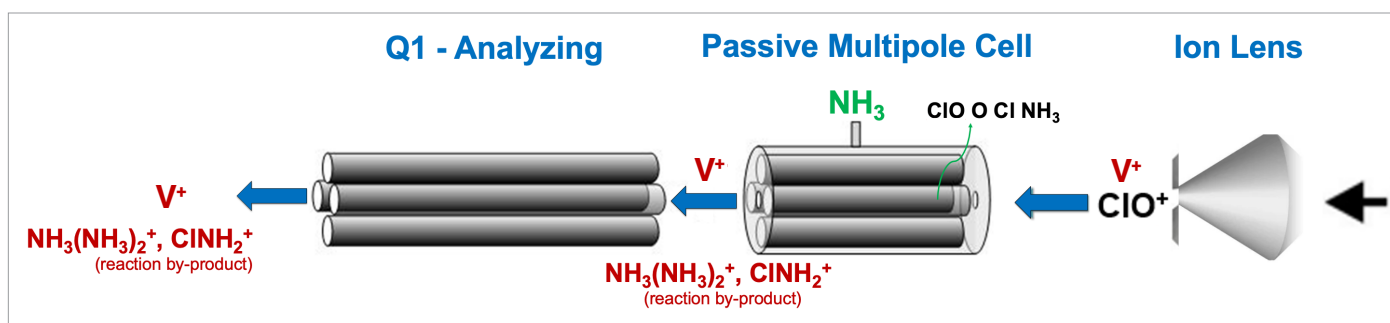 Q1 - Analyzing
Passive Multipole Cell
Ion Lens
NH₃
ClO O Cl NH₃
V⁺
V⁺
V⁺
ClO⁺
NH₃(NH₃)₂⁺, ClNH₂⁺
(reaction by-product)
NH₃(NH₃)₂⁺, ClNH₂⁺
(reaction by-product)